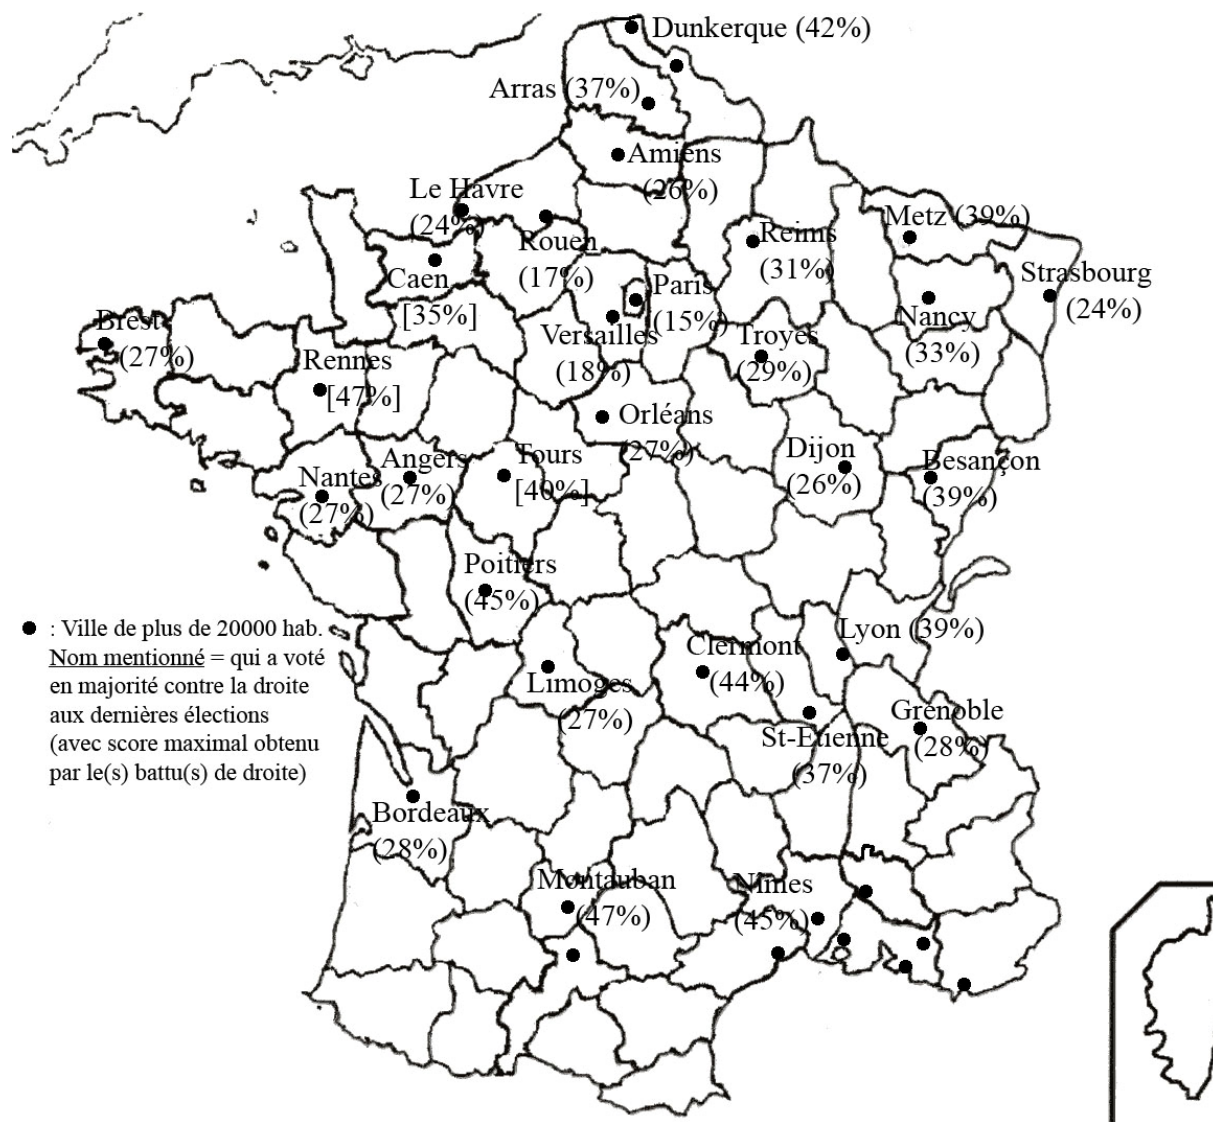 Dunkerque (42%)
Arras (37%)
Amiens
(26%)
Le Havre
(24%)
Rouen
(17%)
Caen
[35%]
Reims
(31%)
Metz (39%)
Strasbourg
(24%)
Nancy
(33%)
Paris
(15%)
Versailles
(18%)
Troyes
(29%)
Brest
(27%)
Rennes
[47%]
Orléans
(27%)
Dijon
(26%)
Besançon
(39%)
Nantes
(27%)
Angers
(27%)
Tours
[40%]
Poitiers
(45%)
● : Ville de plus de 20000 hab.
Nom mentionné = qui a voté
en majorité contre la droite
aux dernières élections
(avec score maximal obtenu
par le(s) battu(s) de droite)
Limoges
(27%)
Clermont
(44%)
Lyon (39%)
St-Etienne
(37%)
Grenoble
(28%)
Bordeaux
(28%)
Montauban
(47%)
Nîmes
(45%)